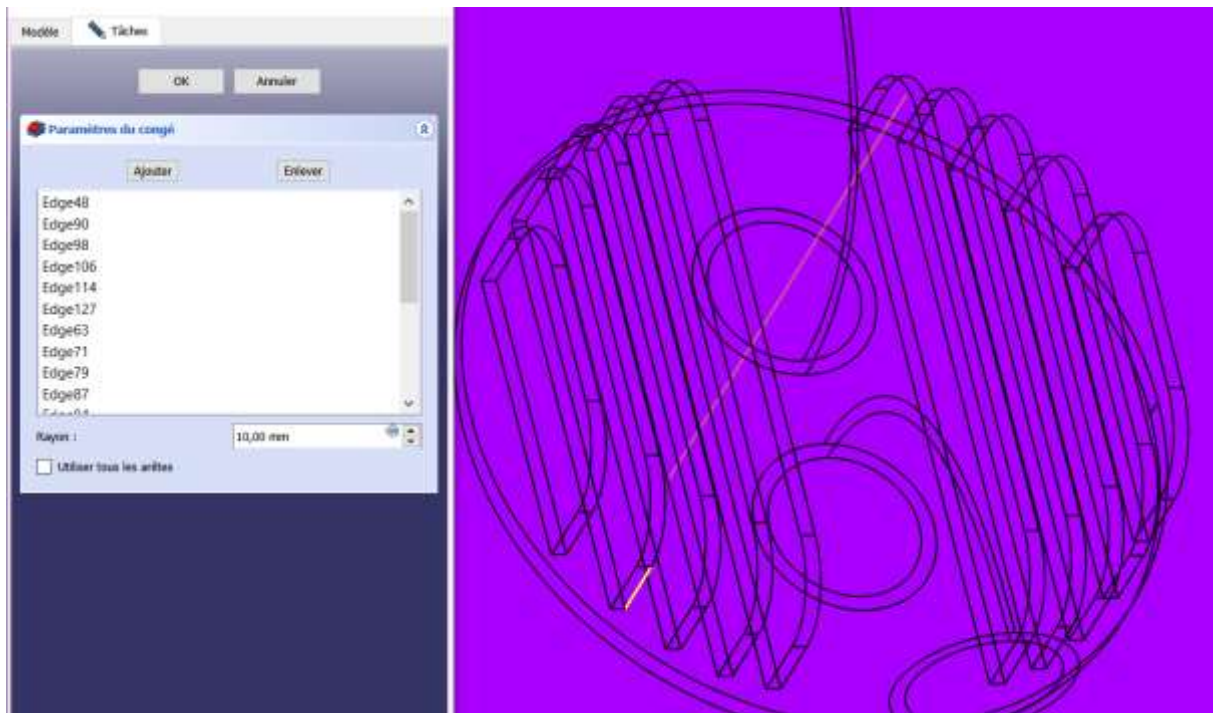 Modèle
Tâches
OK
Annuler
Paramètres du congé
Ajouter
Enlever
Edge48
Edge90
Edge98
Edge106
Edge114
Edge127
Edge63
Edge71
Edge79
Edge87
Rayon :
10,00 mm
Utiliser tous les arêtes